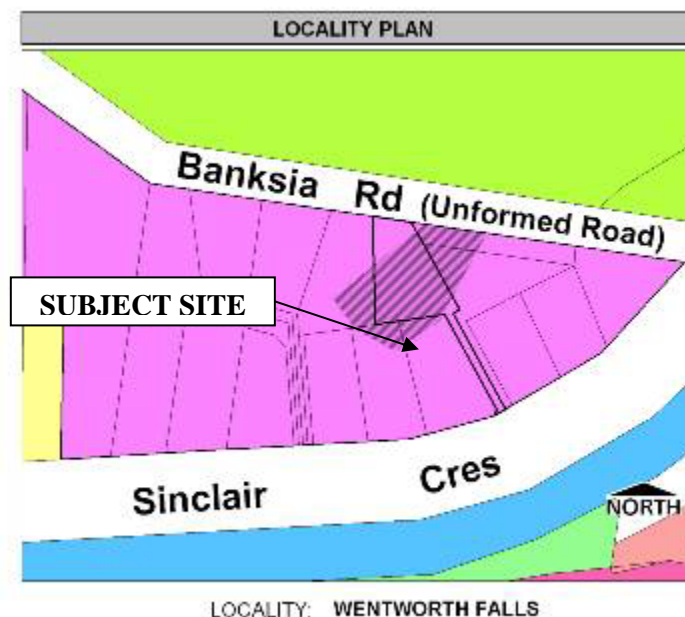 LOCALITY PLAN
Banksia Rd (Unformed Road)
SUBJECT SITE
Sinclair Cres
NORTH
LOCALITY: WENTWORTH FALLS